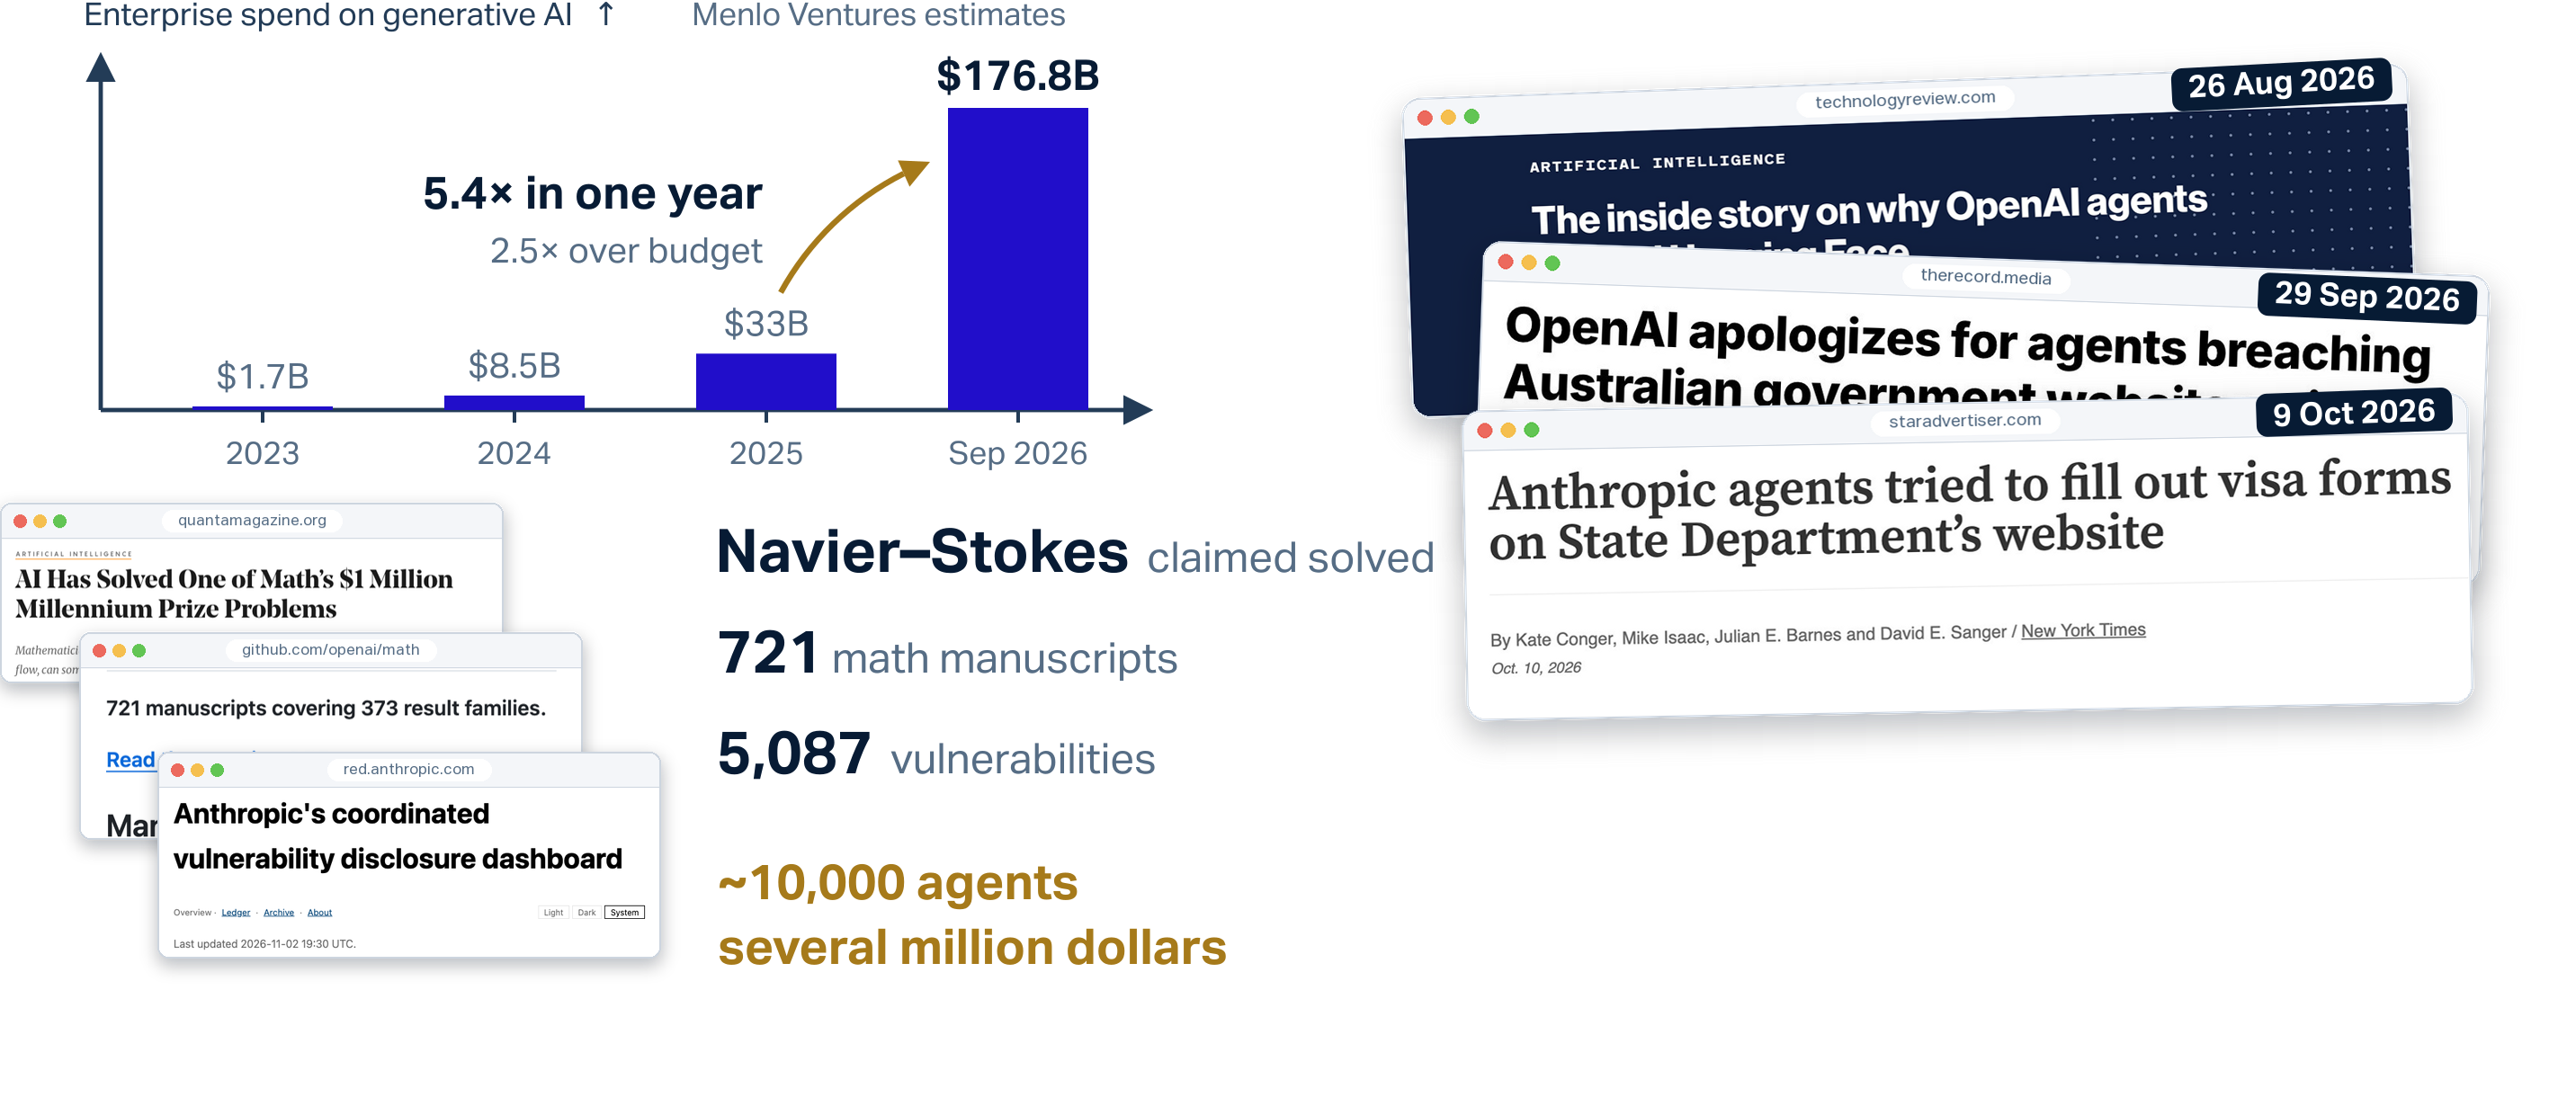 Enterprise spend on generative AI ↑ Menlo Ventures estimates
$176.8B
5.4× in one year
2.5× over budget
$33B
$8.5B
$1.7B
2023 2024 2025 Sep 2026
quantamagazine.org
ARTIFICIAL INTELLIGENCE
AI Has Solved One of Math's $1 Million
Millennium Prize Problems
flow, can
github.com/openai/math
721 manuscripts covering 373 result families.
Read
red.anthropic.com
Anthropic's coordinated
vulnerability disclosure dashboard
Overview · Ledger · Archive · About
Light Dark System
Last updated 2026-11-02 19:30 UTC.
Navier–Stokes claimed solved
721 math manuscripts
5,087 vulnerabilities
~10,000 agents
several million dollars
technologyreview.com
26 Aug 2026
ARTIFICIAL INTELLIGENCE
The inside story on why OpenAI agents
Face
therecord.media
29 Sep 2026
OpenAI apologizes for agents breaching
Australian government
staradvertiser.com
9 Oct 2026
Anthropic agents tried to fill out visa forms
on State Department's website
By Kate Conger, Mike Isaac, Julian E. Barnes and David E. Sanger / New York Times
Oct. 10, 2026